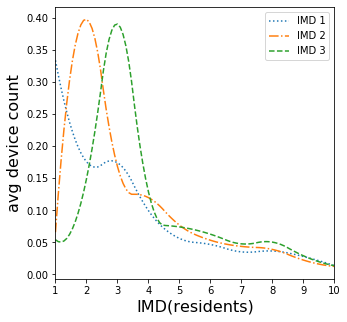 IMD 1
IMD 2
IMD 3
0.40
0.35
0.30
0.25
0.20
0.15
0.10
0.05
0.00
avg device count
1 2 3 4 5 6 7 8 9 10
IMD(residents)